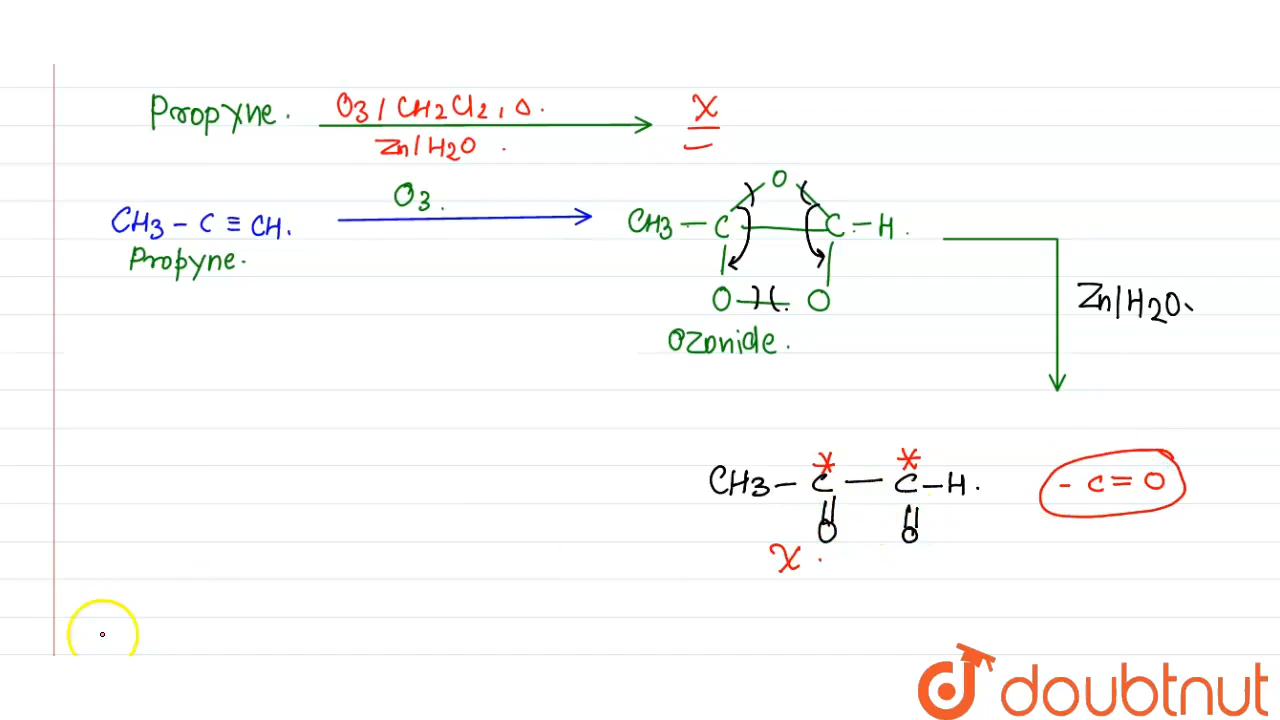 Propyne. O3 / CH2Cl2, Δ. X
Zn / H2O .
O3.
CH3 - C ≡ CH.
Propyne.
O
CH3 - C - C - H.
O - O
Ozonide.
Zn/H2O.
CH3 - C - C - H. - C = O
O O
X.
doubtnut